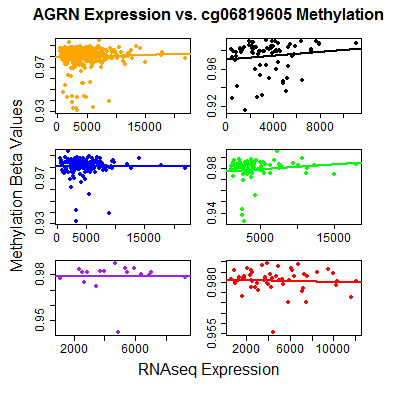 AGRN Expression vs. cg06819605 Methylation
Methylation Beta Values
0.93 0.97
0 5000 15000
0.92 0.96
0 4000 8000
0.93 0.97
0 5000 15000
0.94 0.98
5000 15000
0.95 0.98
2000 6000
0.955 0.980
2000 6000 10000
RNAseq Expression